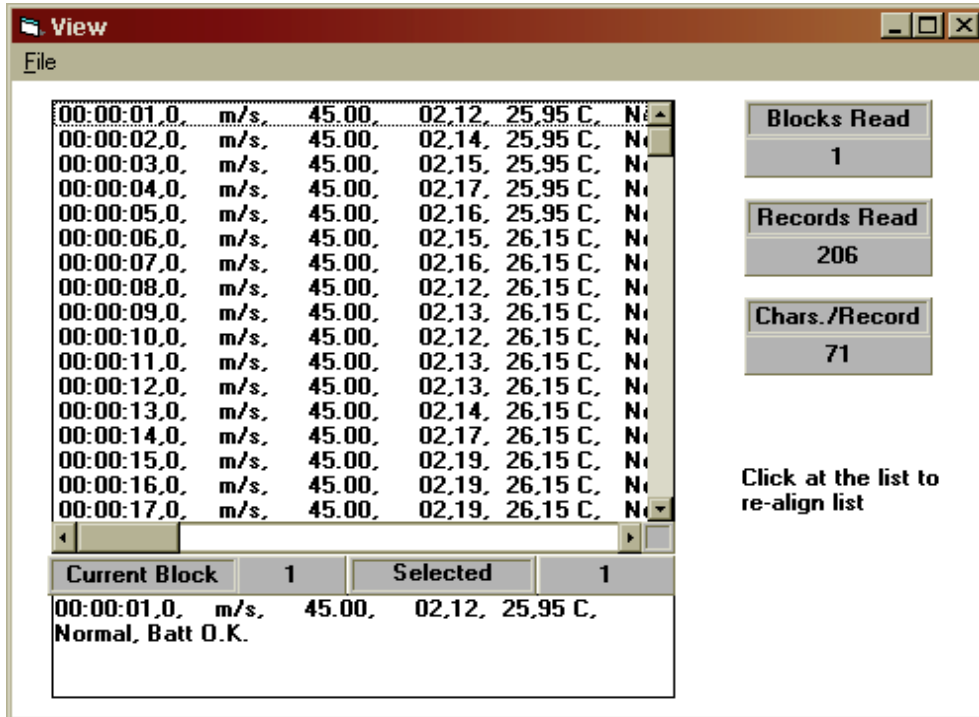 View
File
00:00:01,0, m/s, 45.00, 02,12, 25,95 C, N
00:00:02,0, m/s, 45.00, 02,14, 25,95 C, N
00:00:03,0, m/s, 45.00, 02,15, 25,95 C, N
00:00:04,0, m/s, 45.00, 02,17, 25,95 C, N
00:00:05,0, m/s, 45.00, 02,16, 25,95 C, N
00:00:06,0, m/s, 45.00, 02,15, 26,15 C, N
00:00:07,0, m/s, 45.00, 02,16, 26,15 C, N
00:00:08,0, m/s, 45.00, 02,12, 26,15 C, N
00:00:09,0, m/s, 45.00, 02,13, 26,15 C, N
00:00:10,0, m/s, 45.00, 02,12, 26,15 C, N
00:00:11,0, m/s, 45.00, 02,13, 26,15 C, N
00:00:12,0, m/s, 45.00, 02,13, 26,15 C, N
00:00:13,0, m/s, 45.00, 02,14, 26,15 C, N
00:00:14,0, m/s, 45.00, 02,17, 26,15 C, N
00:00:15,0, m/s, 45.00, 02,19, 26,15 C, N
00:00:16,0, m/s, 45.00, 02,19, 26,15 C, N
00:00:17,0, m/s, 45.00, 02,19, 26,15 C, N
Current Block 1 Selected 1
00:00:01,0, m/s, 45.00, 02,12, 25,95 C,
Normal, Batt O.K.
Blocks Read
1
Records Read
206
Chars./Record
71
Click at the list to
re-align list